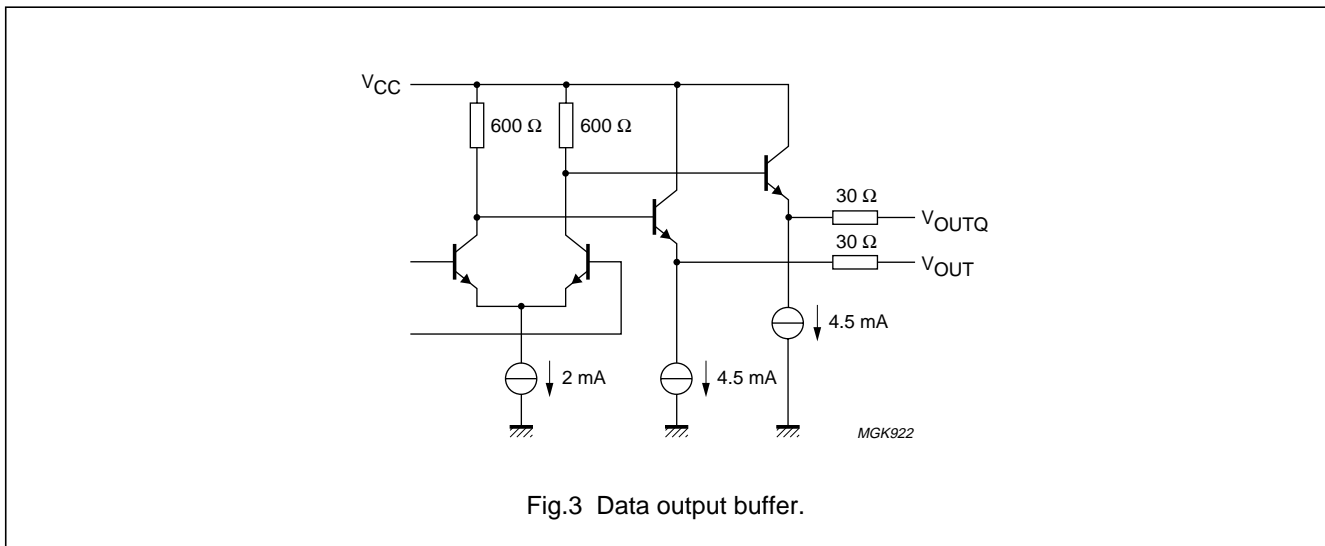 VCC
600 Ω 600 Ω
30 Ω
VOUTQ
30 Ω
VOUT
4.5 mA
2 mA 4.5 mA
MGK922
Fig.3 Data output buffer.